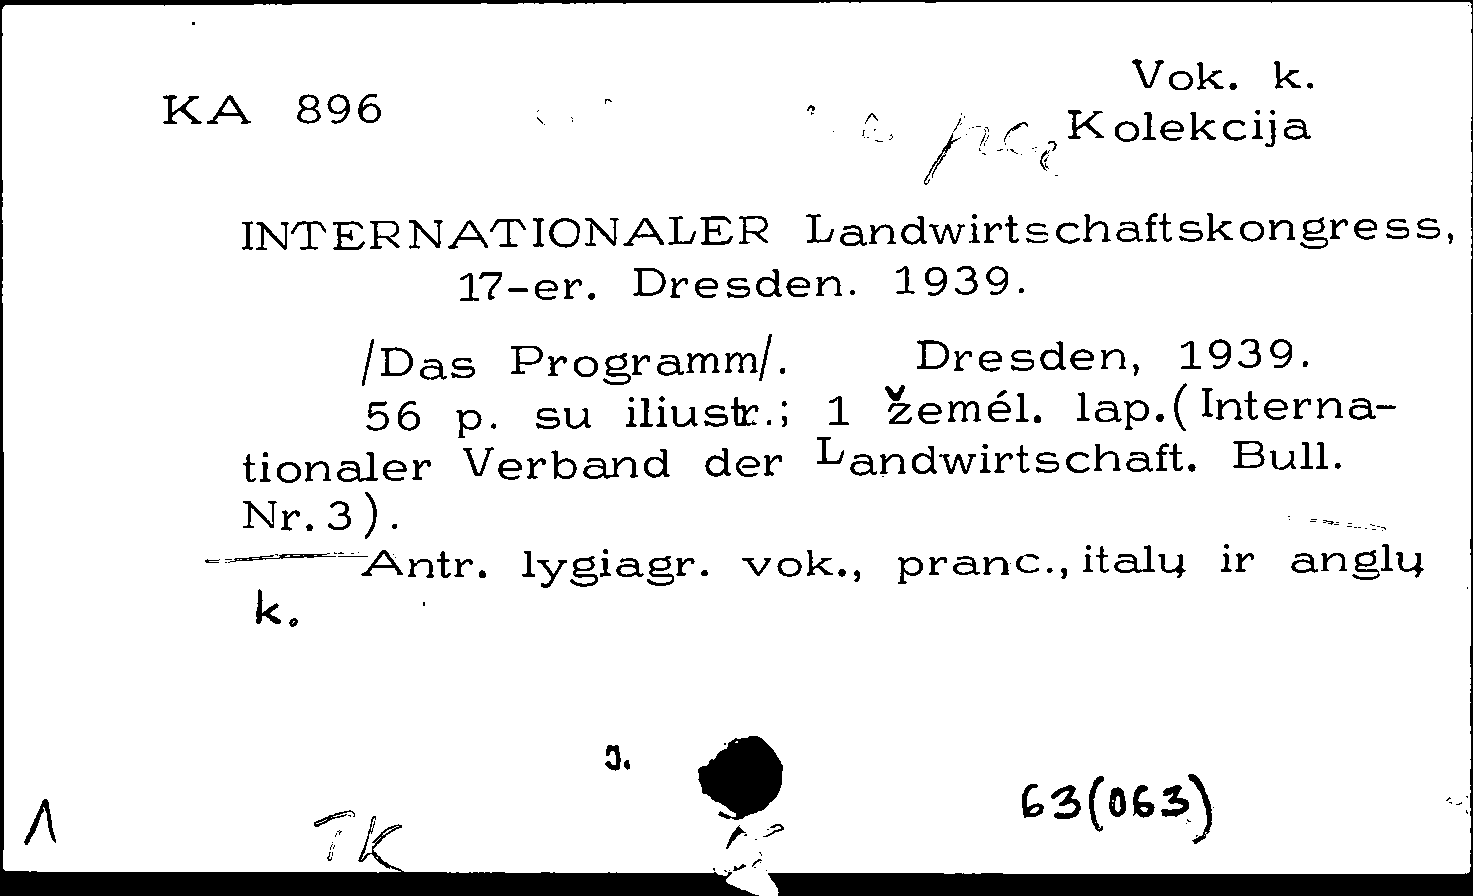 Vok. k.
KA 896
Kolekcija
INTERNATIONALER Landwirtschaftskongress,
17-er. Dresden. 1939.
/Das Programm/. Dresden, 1939.
56 p. su iliustr.; 1 žemél. lap.(Interna-
tionaler Verband der Landwirtschaft. Bull.
Nr.3).
Antr. lygiagr. vok., pranc.,italų ir anglų
k.
63(063)
TK